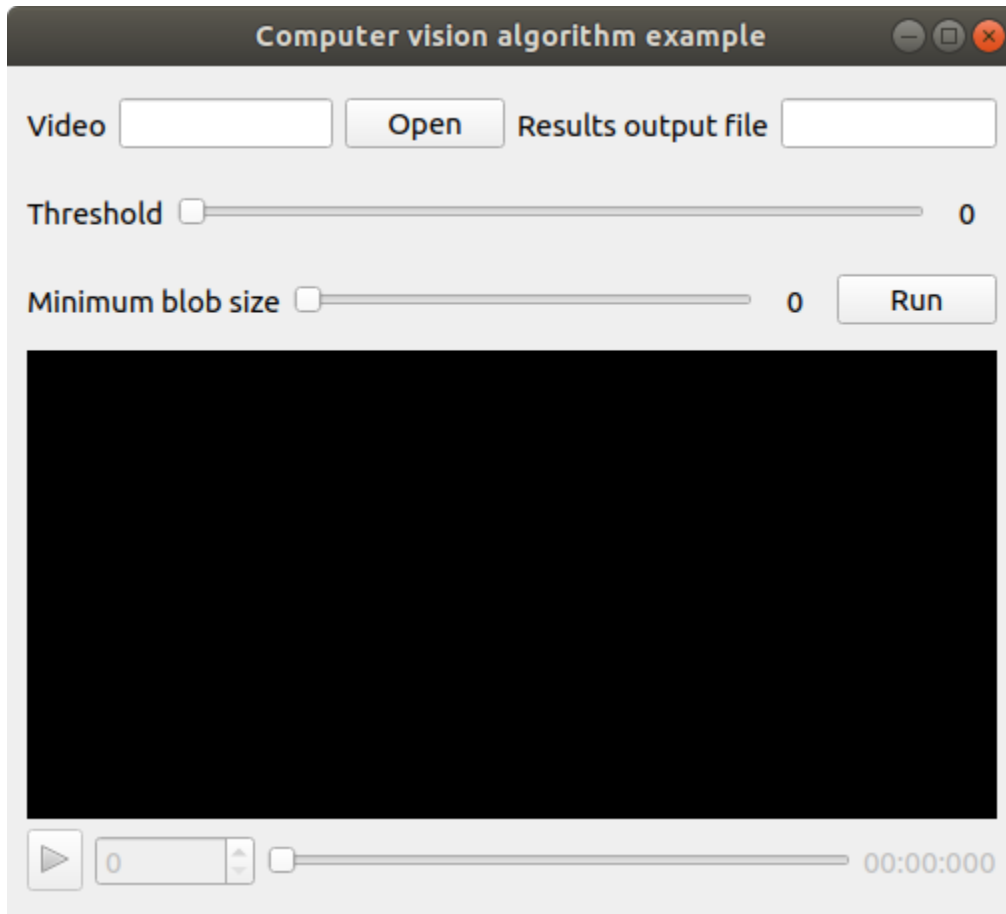 Computer vision algorithm example
Video Open Results output file
Threshold 0
Minimum blob size 0 Run
0 00:00:000